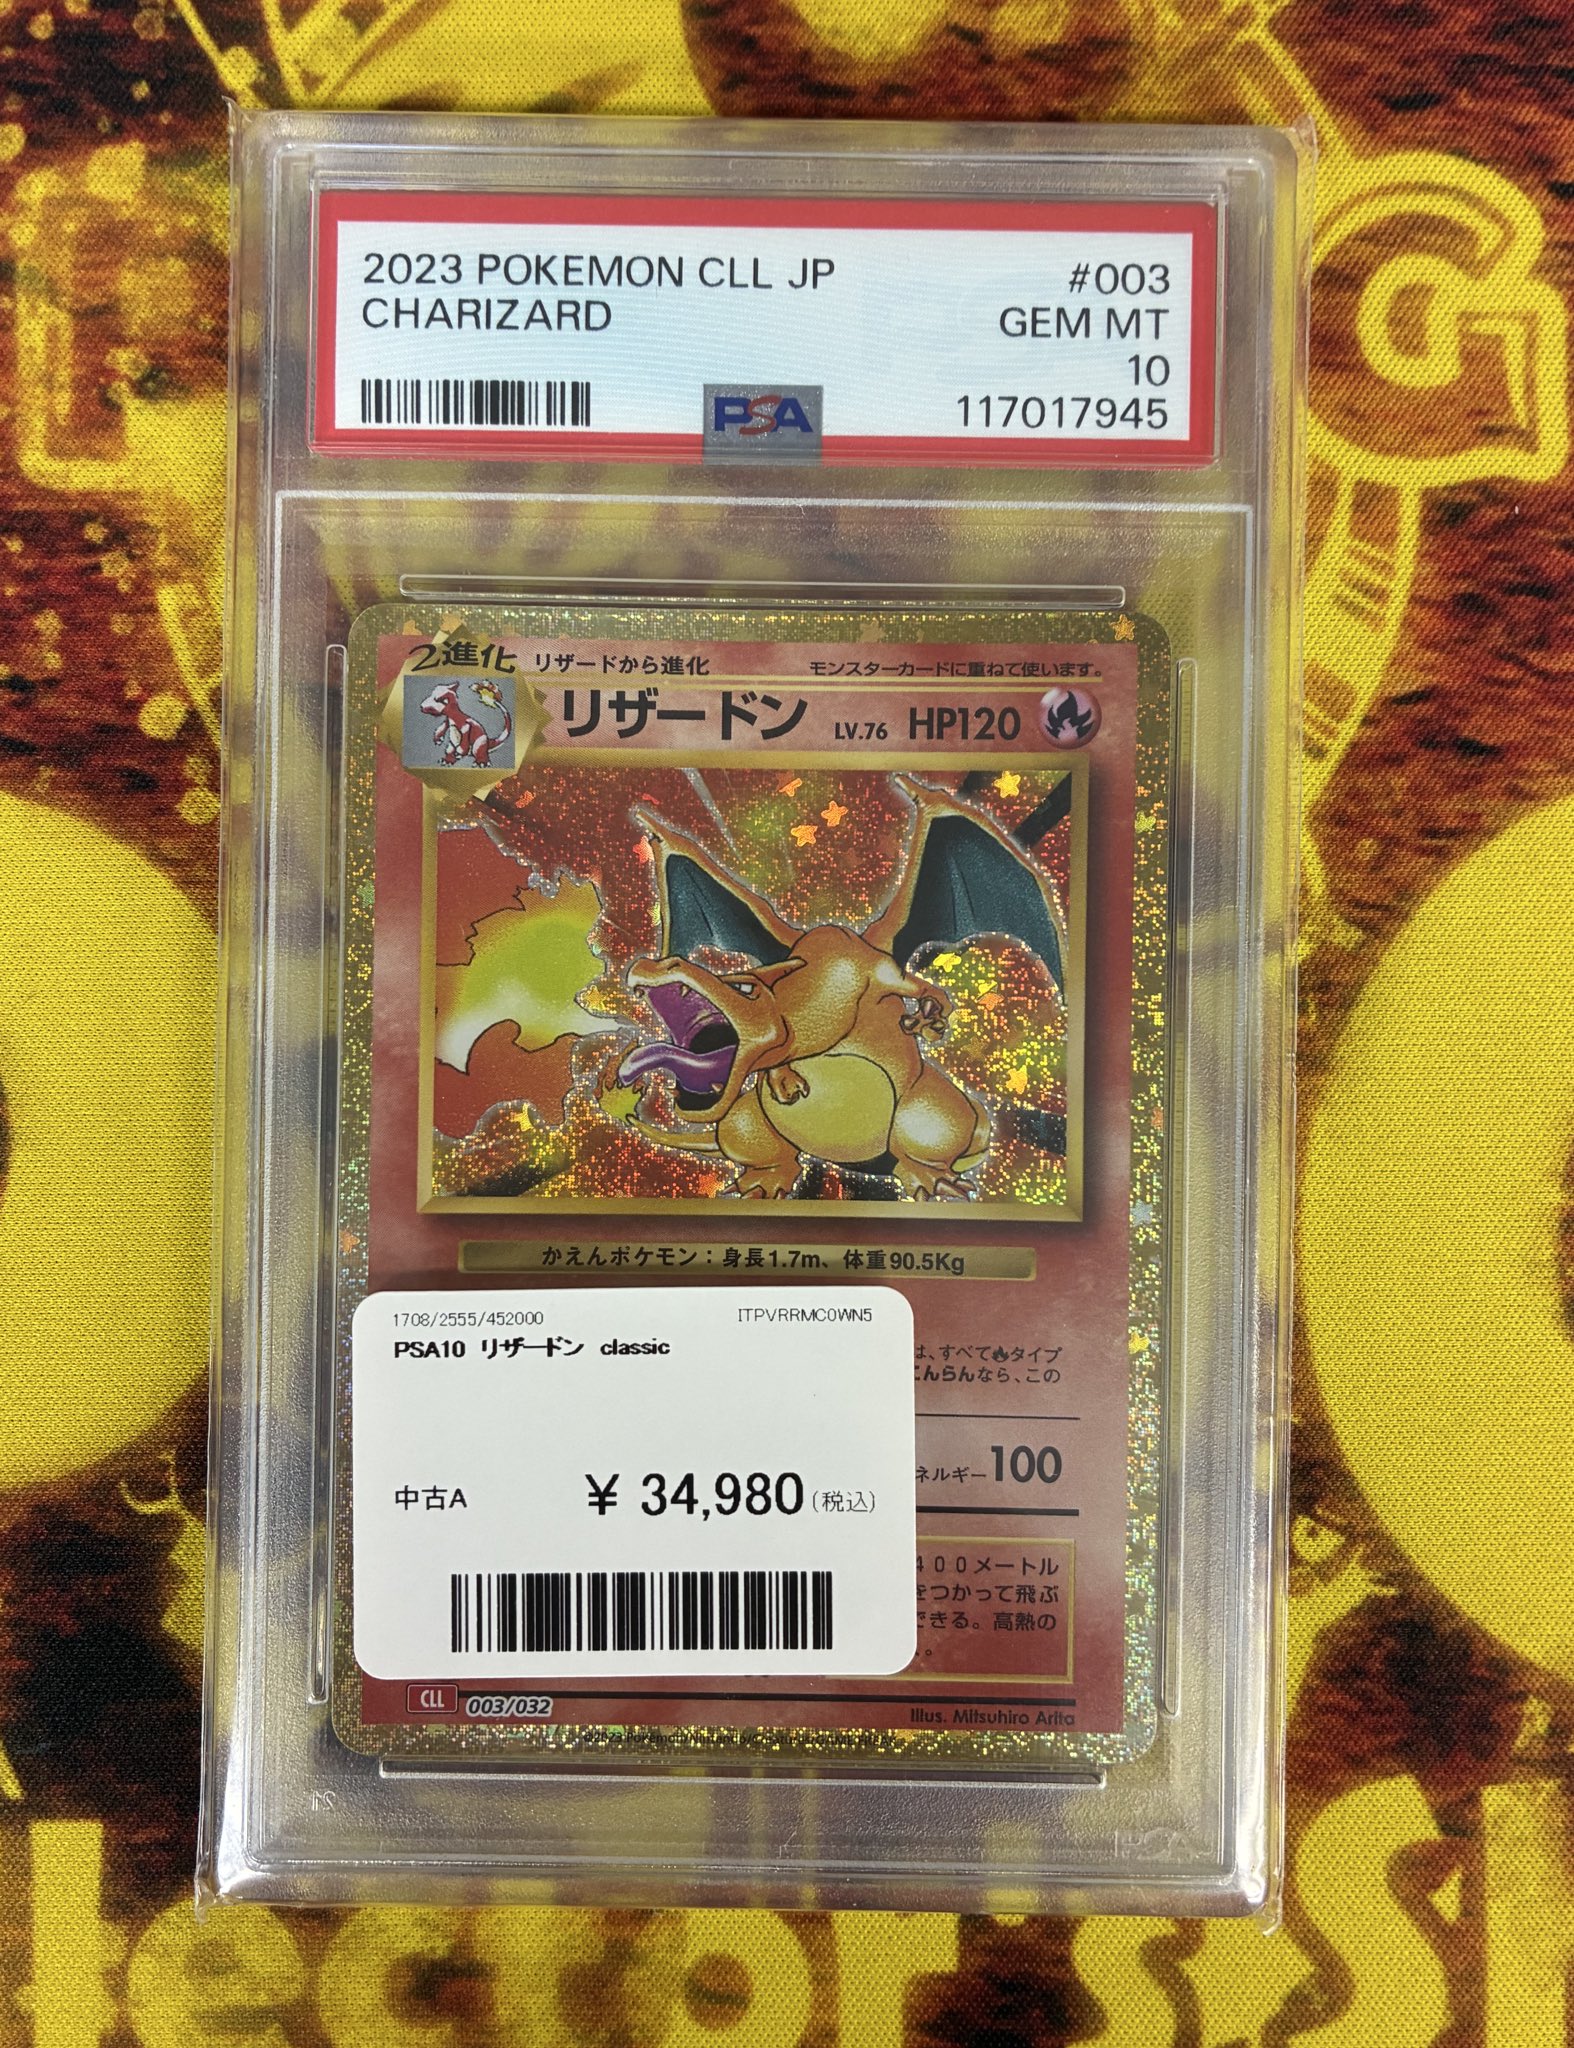 2023 POKEMON CLL JP
#003
CHARIZARD
GEM MT
10
PSA
117017945
2進化 リザードから進化
モンスターカードに重ねて使います。
リザードン LV.76 HP120
かえんポケモン：身長1.7m、体重90.5Kg
は、すべて タイプ
こんらんなら、この
ネルギー 100
400メートル
をつかって飛ぶ
できる。高熱の
1708/2555/452000
ITPVRRMC0WN5
PSA10 リザードン classic
中古A
¥ 34,980(税込)
CLL 003/032
Illus. Mitsuhiro Arita
©2023 Pokémon/Nintendo/Creatures/GAME FREAK